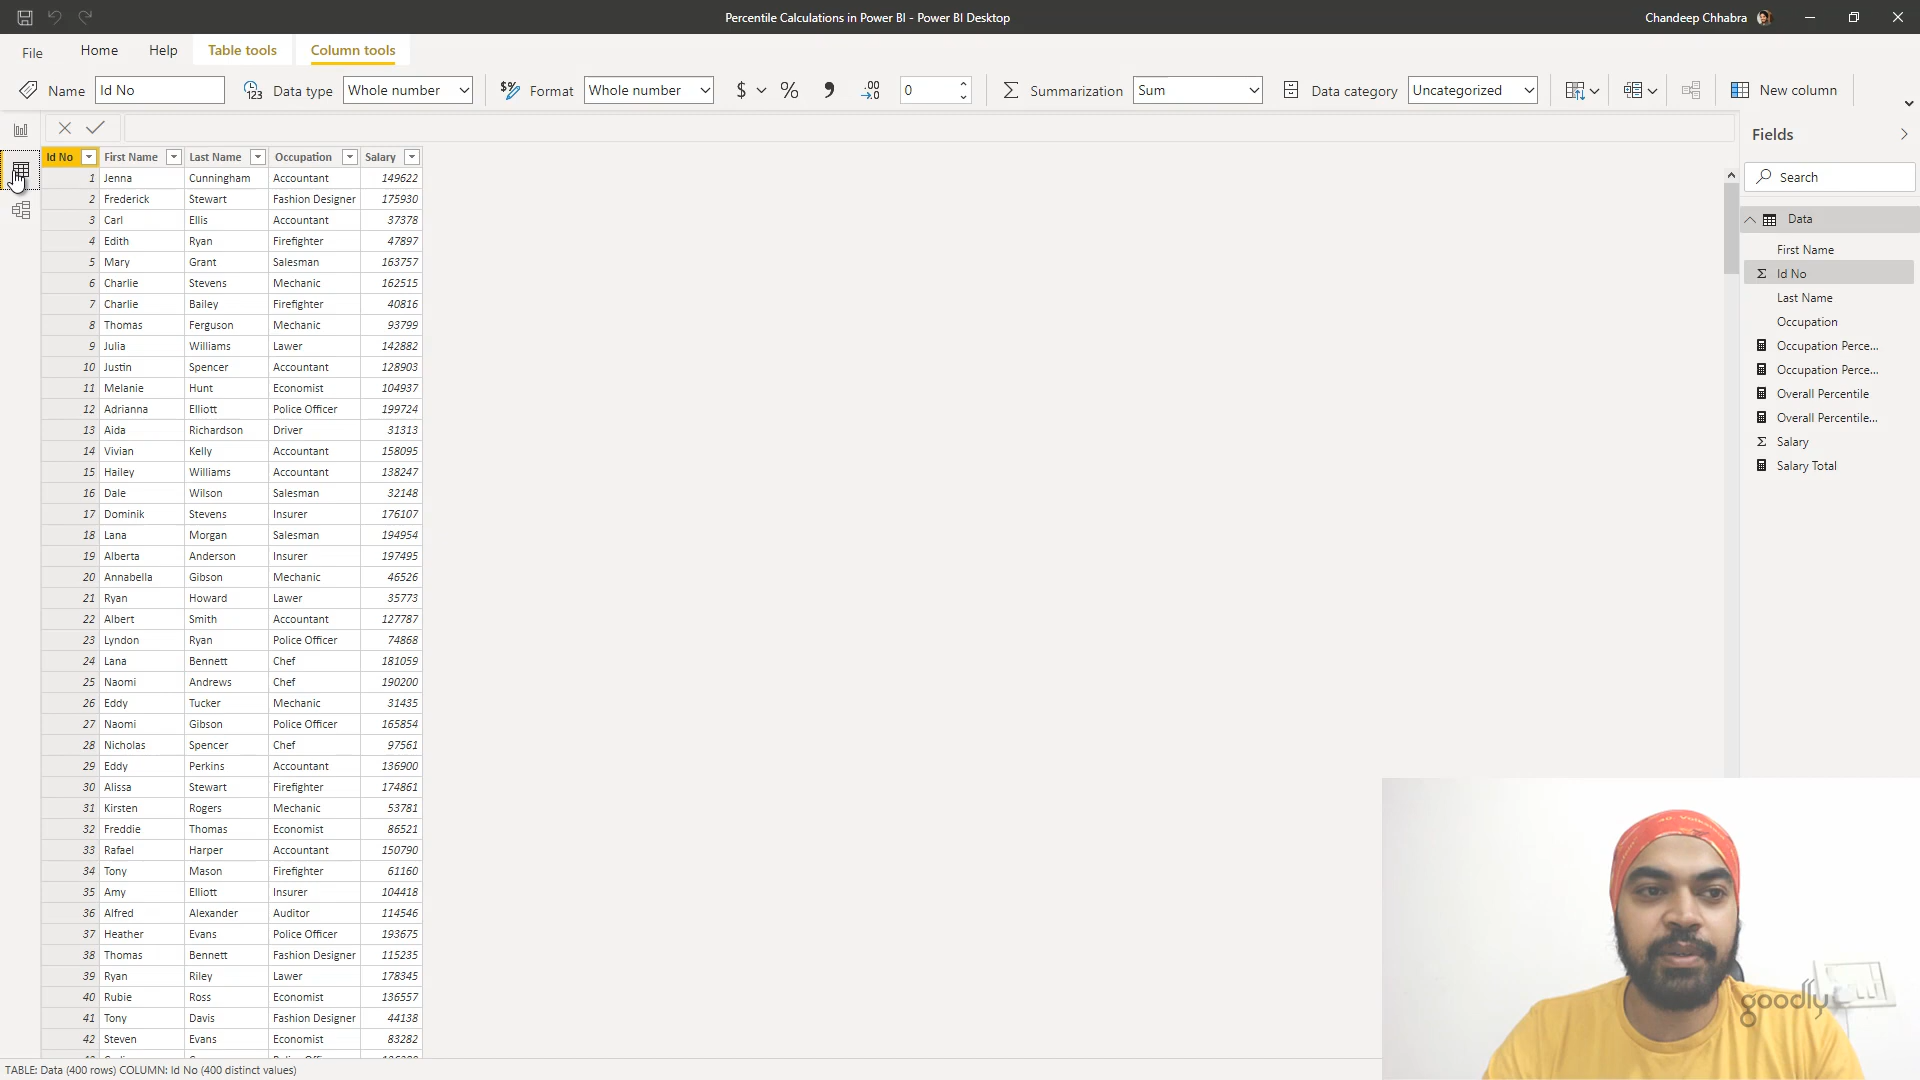 Percentile Calculations in Power BI - Power BI Desktop
Chandeep Chhabra
File Home Help Table tools Column tools
Name Id No Data type Whole number Format Whole number $ % 0 Summarization Sum Data category Uncategorized New column
Id No First Name Last Name Occupation Salary
1 Jenna Cunningham Accountant 149622
2 Frederick Stewart Fashion Designer 175930
3 Carl Ellis Accountant 37378
4 Edith Ryan Firefighter 47897
5 Mary Grant Salesman 163757
6 Charlie Stevens Mechanic 162515
7 Charlie Bailey Firefighter 40816
8 Thomas Ferguson Mechanic 93799
9 Julia Williams Lawer 142882
10 Justin Spencer Accountant 128903
11 Melanie Hunt Economist 104937
12 Adrianna Elliott Police Officer 199724
13 Aida Richardson Driver 31313
14 Vivian Kelly Accountant 158095
15 Hailey Williams Accountant 138247
16 Dale Wilson Salesman 32148
17 Dominik Stevens Insurer 176107
18 Lana Morgan Salesman 194954
19 Alberta Anderson Insurer 197495
20 Annabella Gibson Mechanic 46526
21 Ryan Howard Lawer 35773
22 Albert Smith Accountant 127787
23 Lyndon Ryan Police Officer 74868
24 Lana Bennett Chef 181059
25 Naomi Andrews Chef 190200
26 Eddy Tucker Mechanic 31435
27 Naomi Gibson Police Officer 165854
28 Nicholas Spencer Chef 97561
29 Eddy Perkins Accountant 136900
30 Alissa Stewart Firefighter 174861
31 Kirsten Rogers Mechanic 53781
32 Freddie Thomas Economist 86521
33 Rafael Harper Accountant 150790
34 Tony Mason Firefighter 61160
35 Amy Elliott Insurer 104418
36 Alfred Alexander Auditor 114546
37 Heather Evans Police Officer 193675
38 Thomas Bennett Fashion Designer 115235
39 Ryan Riley Lawer 178345
40 Rubie Ross Economist 136557
41 Tony Davis Fashion Designer 44138
42 Steven Evans Economist 83282
TABLE: Data (400 rows) COLUMN: Id No (400 distinct values)
Fields
Search
Data
First Name
Id No
Last Name
Occupation
Occupation Perce...
Occupation Perce...
Overall Percentile
Overall Percentile...
Salary
Salary Total
goodly